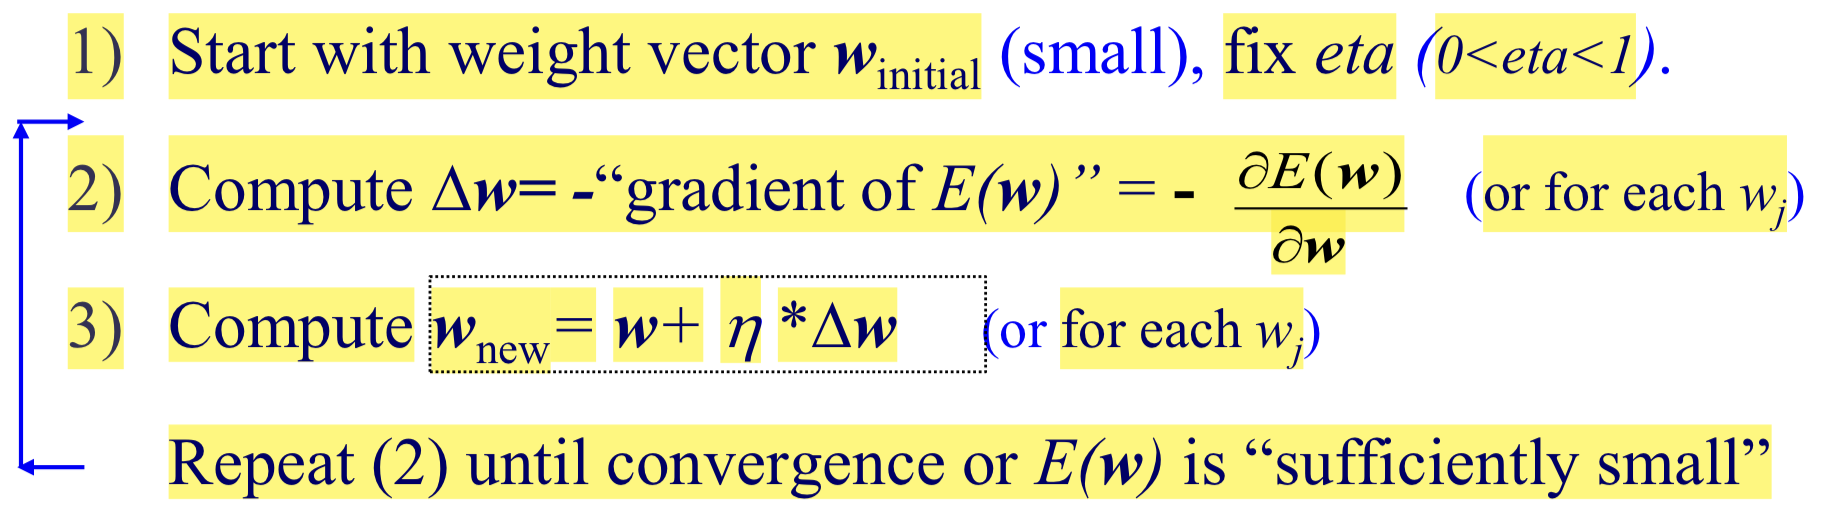 1) Start with weight vector w_initial (small), fix eta (0<eta<1).
2) Compute Δw= -“gradient of E(w)” = - ∂E(w)/∂w (or for each w_j)
3) Compute w_new= w+ η *Δw (or for each w_j)
Repeat (2) until convergence or E(w) is “sufficiently small”